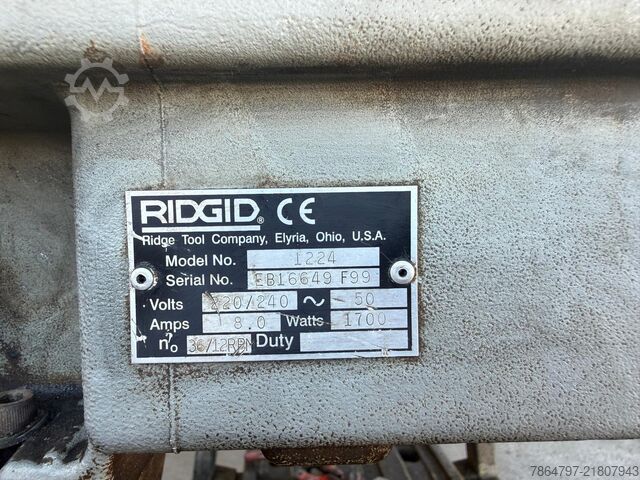 RIDGID® CE
Ridge Tool Company, Elyria, Ohio, U.S.A.
Model No. 1224
Serial No. EB16649 F99
Volts 220/240 ~ 50
Amps 8.0 Watts 1700
n°o 36/12RPM Duty
7864797-21807943